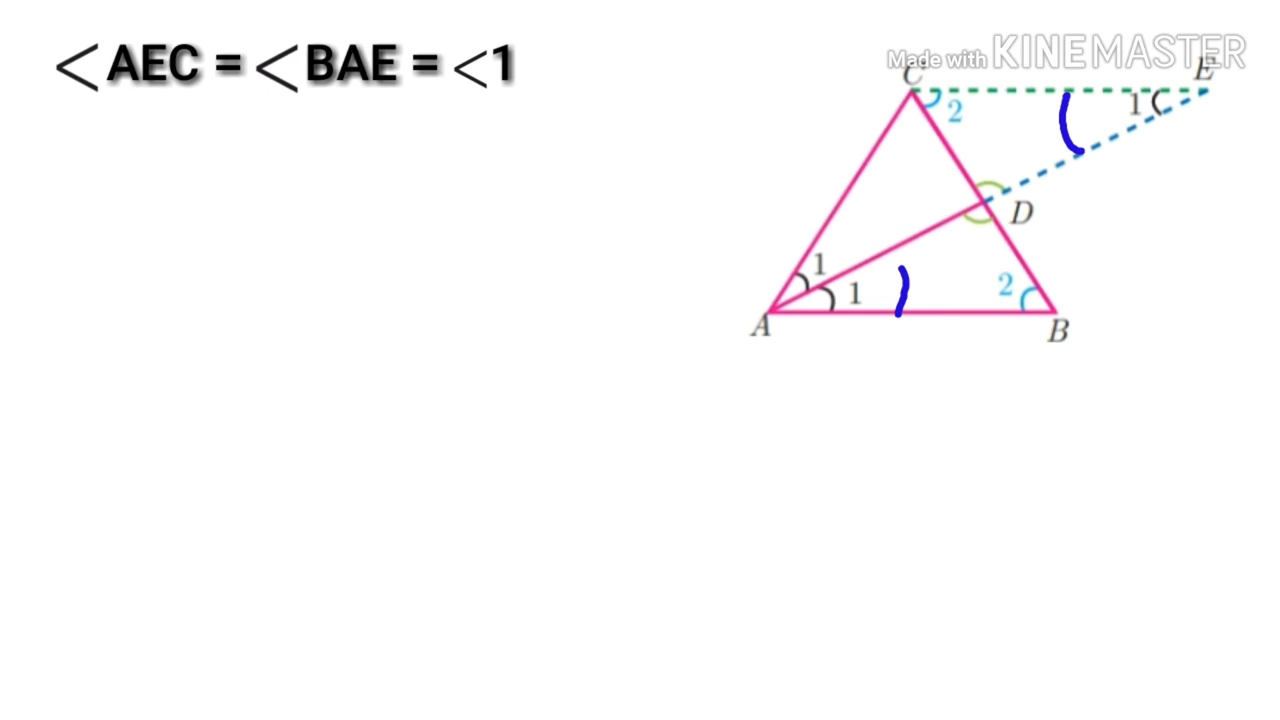 <AEC = <BAE = <1
Made with KINEMASTER
C
E
2
1
D
1
1
2
A
B